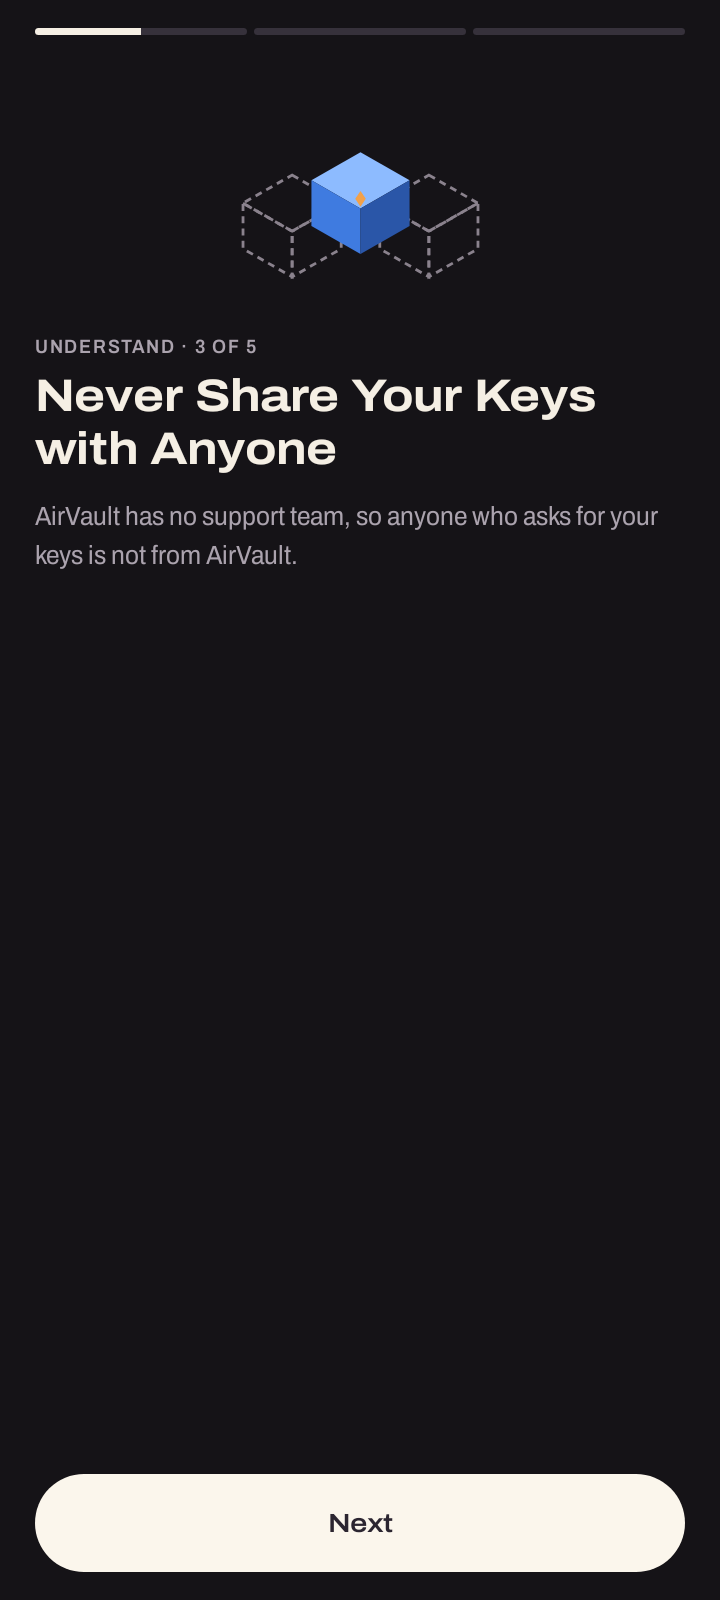 UNDERSTAND · 3 OF 5
Never Share Your Keys
with Anyone
AirVault has no support team, so anyone who asks for your
keys is not from AirVault.
Next